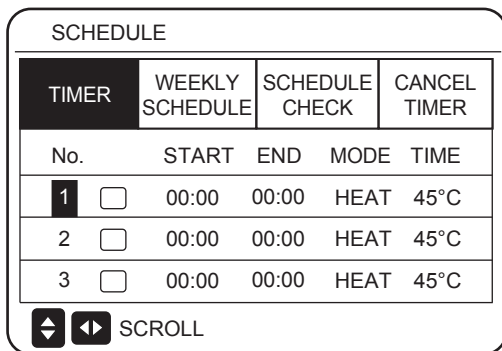 SCHEDULE
TIMER WEEKLY SCHEDULE SCHEDULE CHECK CANCEL TIMER
No. START END MODE TIME
1 00:00 00:00 HEAT 45°C
2 00:00 00:00 HEAT 45°C
3 00:00 00:00 HEAT 45°C
SCROLL